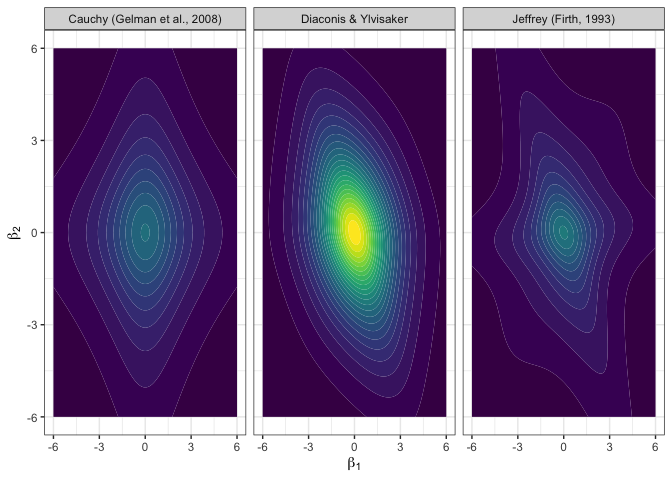 Cauchy (Gelman et al., 2008) Diaconis & Ylvisaker Jeffrey (Firth, 1993)
6
3
0
-3
-6
β₂
-6 -3 0 3 6 -6 -3 0 3 6 -6 -3 0 3 6
β₁